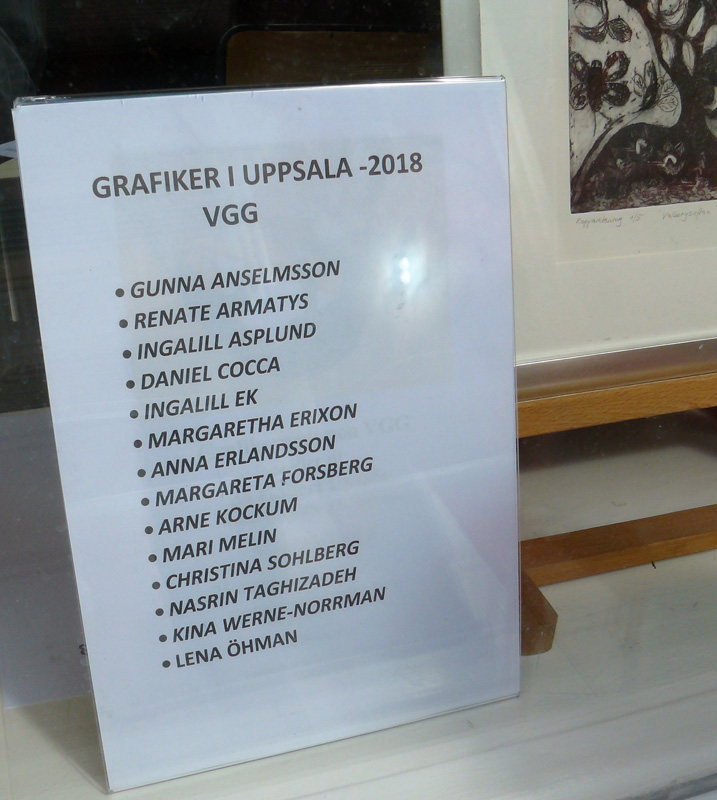 GRAFIKER I UPPSALA -2018
VGG
• GUNNA ANSELMSSON
• RENATE ARMATYS
• INGALILL ASPLUND
• DANIEL COCCA
• INGALILL EK
• MARGARETHA ERIXON
• ANNA ERLANDSSON
• MARGARETA FORSBERG
• ARNE KOCKUM
• MARI MELIN
• CHRISTINA SOHLBERG
• NASRIN TAGHIZADEH
• KINA WERNE-NORRMAN
• LENA ÖHMAN